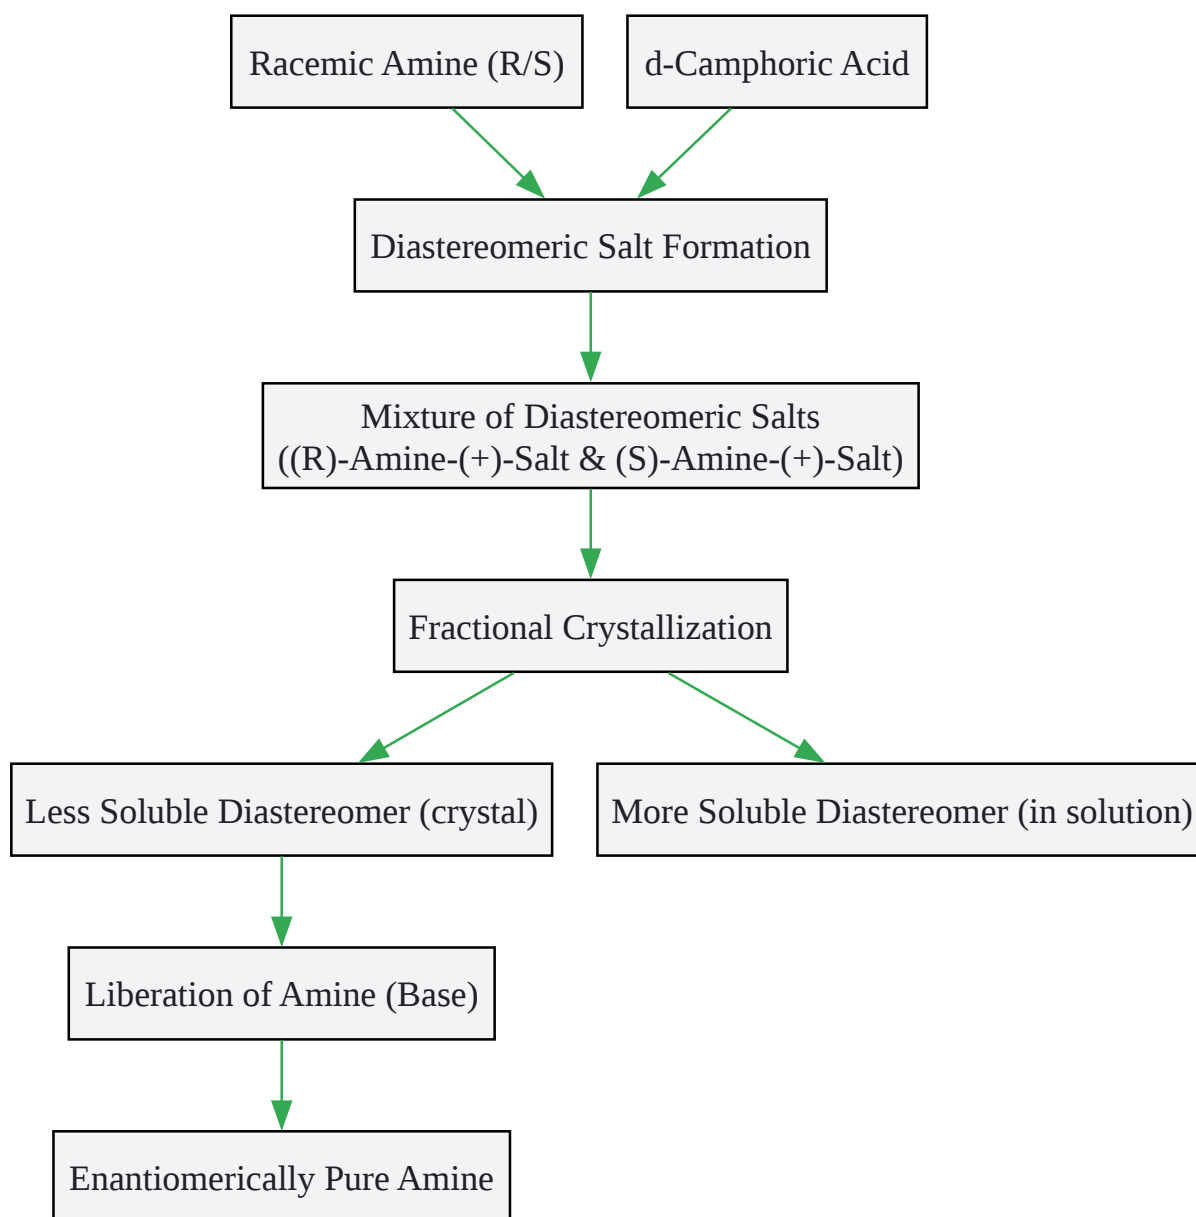 Racemic Amine (R/S)
d-Camphoric Acid
Diastereomeric Salt Formation
Mixture of Diastereomeric Salts
((R)-Amine-(+)-Salt & (S)-Amine-(+)-Salt)
Fractional Crystallization
Less Soluble Diastereomer (crystal)
More Soluble Diastereomer (in solution)
Liberation of Amine (Base)
Enantiomerically Pure Amine